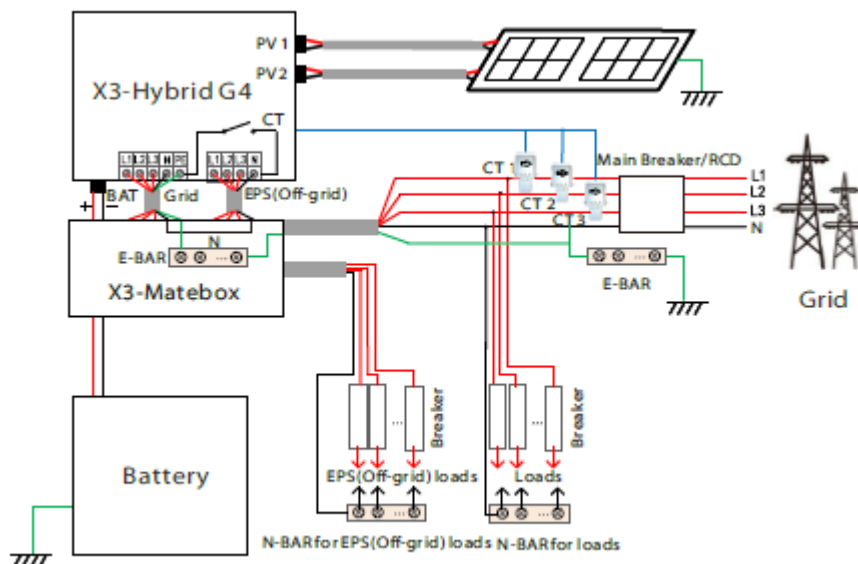 PV 1
PV 2
X3-Hybrid G4
CT
L1 L2 L3 N PE
L1 L2 L3 N
BAT
Grid
EPS(Off-grid)
+
−
N
E-BAR
X3-Matebox
CT 1
CT 2
CT 3
Main Breaker/RCD
L1
L2
L3
N
E-BAR
Grid
Battery
...
Breaker
...
Breaker
EPS(Off-grid) loads
Loads
N-BAR for EPS(Off-grid) loads
N-BAR for loads